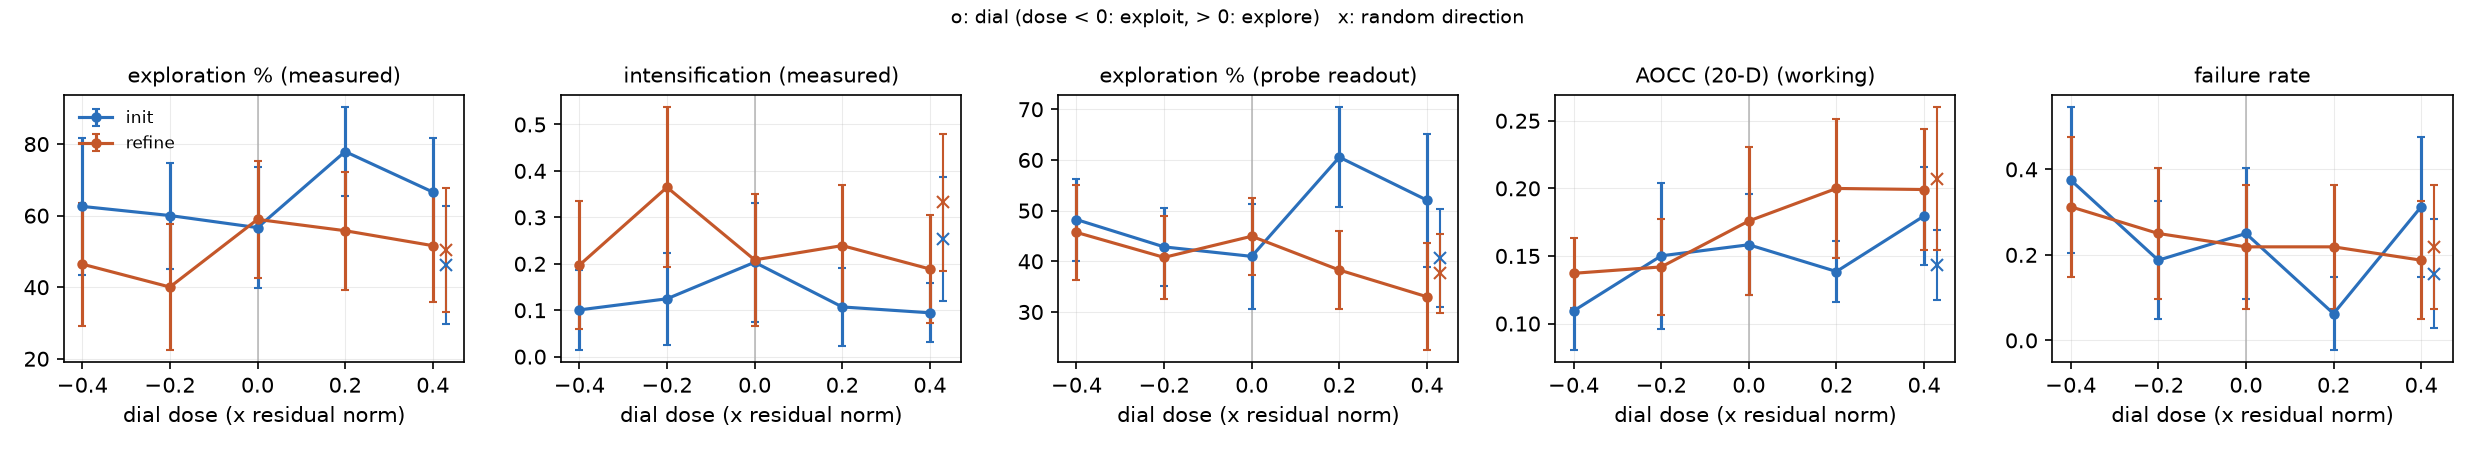 o: dial (dose < 0: exploit, > 0: explore)   x: random direction
exploration % (measured)
init
refine
80
60
40
20
−0.4 −0.2 0.0 0.2 0.4
dial dose (x residual norm)
intensification (measured)
0.5
0.4
0.3
0.2
0.1
0.0
−0.4 −0.2 0.0 0.2 0.4
dial dose (x residual norm)
exploration % (probe readout)
70
60
50
40
30
−0.4 −0.2 0.0 0.2 0.4
dial dose (x residual norm)
AOCC (20-D) (working)
0.25
0.20
0.15
0.10
−0.4 −0.2 0.0 0.2 0.4
dial dose (x residual norm)
failure rate
0.4
0.2
0.0
−0.4 −0.2 0.0 0.2 0.4
dial dose (x residual norm)